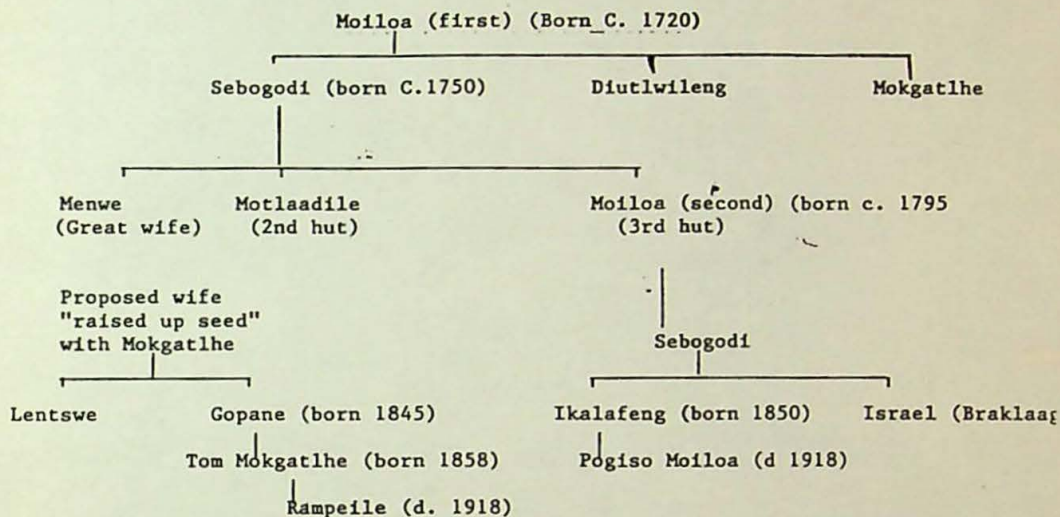 Moiloa (first) (Born C. 1720)
Sebogodi (born C.1750) Diutlwileng Mokgatlhe
Menwe Motlaadile Moiloa (second) (born c. 1795
(Great wife) (2nd hut) (3rd hut)
Proposed wife
"raised up seed"
with Mokgatlhe
Sebogodi
Lentswe Gopane (born 1845) Ikalafeng (born 1850) Israel (Braklaag
Tom Mokgatlhe (born 1858) Pogiso Moiloa (d 1918)
Rampeile (d. 1918)